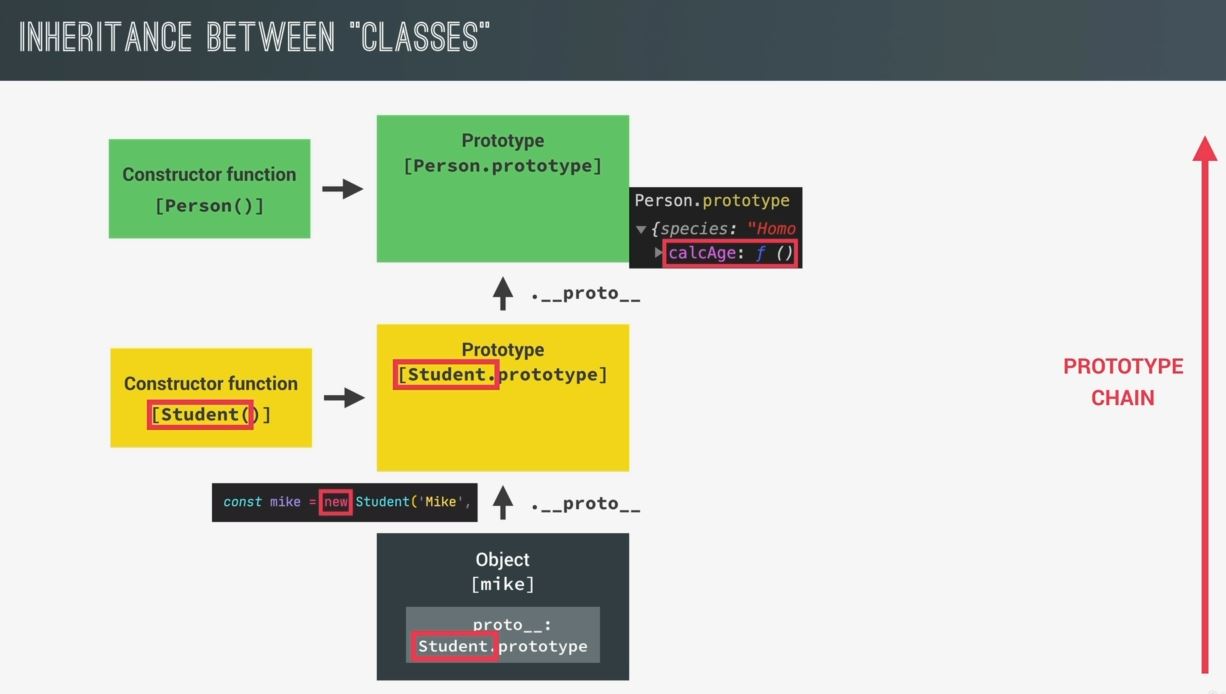 INHERITANCE BETWEEN "CLASSES"
Constructor function
[Person()]
Prototype
[Person.prototype]
Person.prototype
▼{species: "Homo
▶calcAge: ƒ ()
.__proto__
Constructor function
[Student()]
Prototype
[Student.prototype]
const mike = new Student('Mike',
.__proto__
Object
[mike]
proto__:
Student.prototype
PROTOTYPE
CHAIN